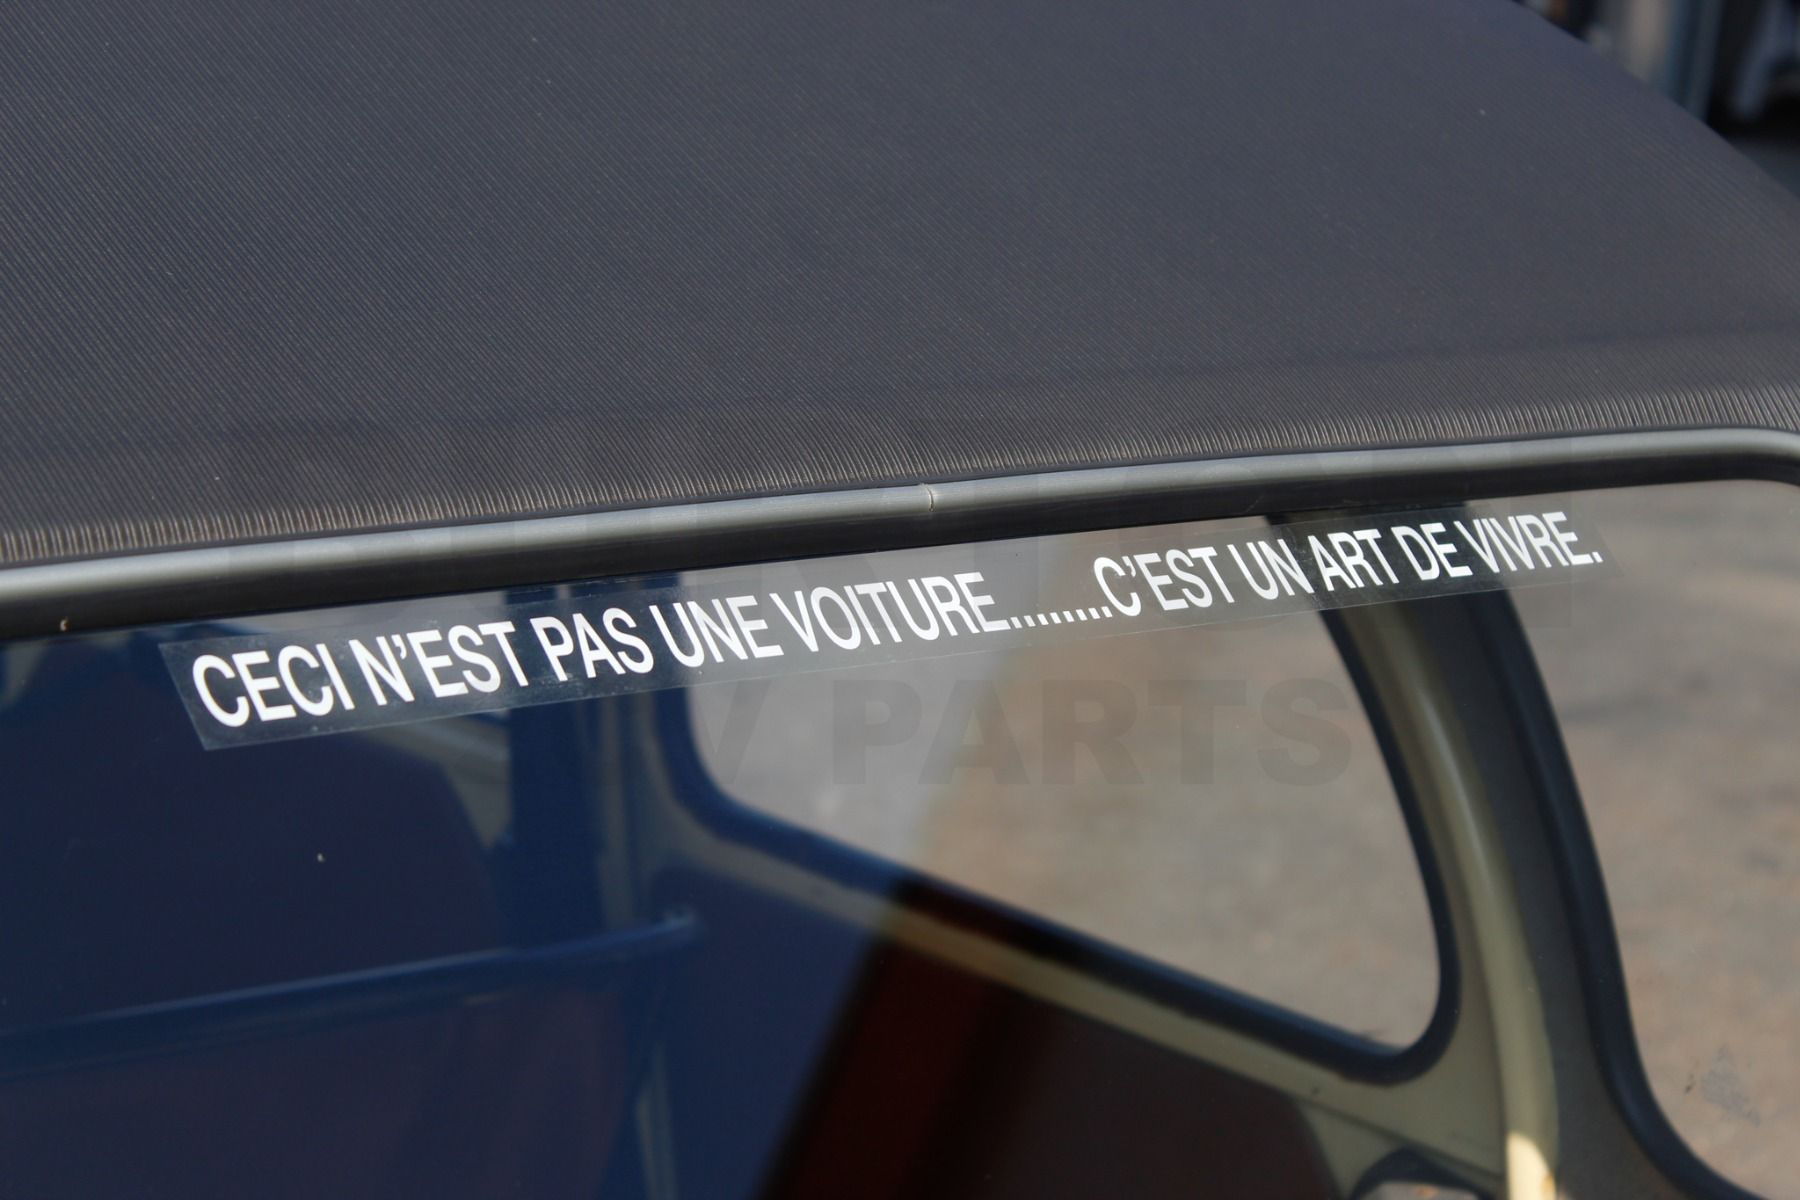 CECI N'EST PAS UNE VOITURE........C'EST UN ART DE VIVRE.
PARTS